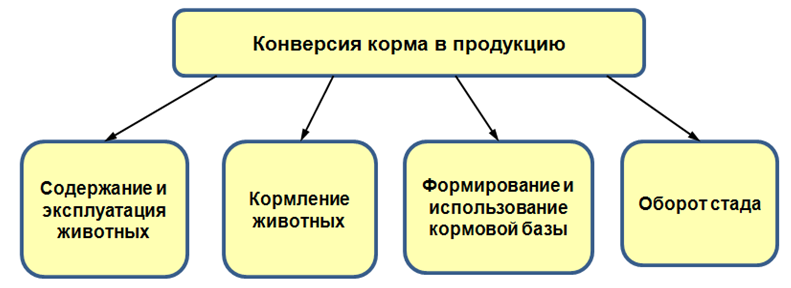 Конверсия корма в продукцию
Содержание и
эксплуатация
животных
Кормление
животных
Формирование и
использование
кормовой базы
Оборот стада